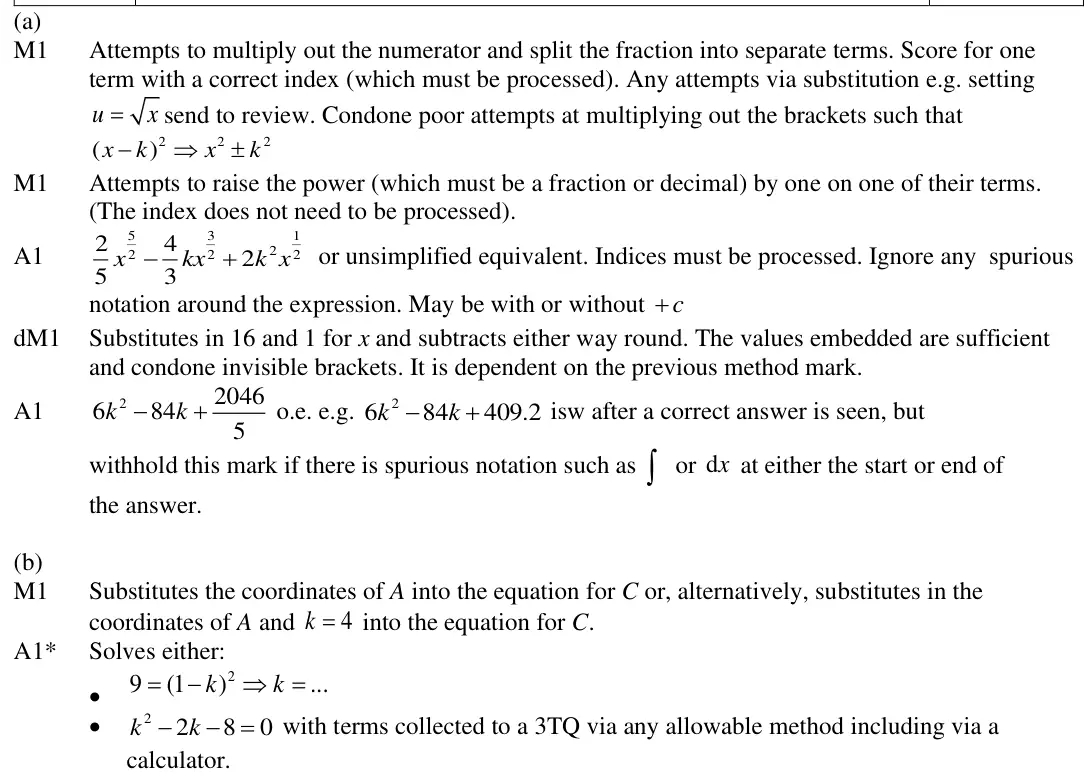 (a)
M1 Attempts to multiply out the numerator and split the fraction into separate terms. Score for one
term with a correct index (which must be processed). Any attempts via substitution e.g. setting
u = √x send to review. Condone poor attempts at multiplying out the brackets such that
(x − k)² ⇒ x² ± k²
M1 Attempts to raise the power (which must be a fraction or decimal) by one on one of their terms.
(The index does not need to be processed).
A1 2/5 x^(5/2) − 4/3 kx^(3/2) + 2k²x^(1/2) or unsimplified equivalent. Indices must be processed. Ignore any spurious
notation around the expression. May be with or without + c
dM1 Substitutes in 16 and 1 for x and subtracts either way round. The values embedded are sufficient
and condone invisible brackets. It is dependent on the previous method mark.
A1 6k² − 84k + 2046/5 o.e. e.g. 6k² − 84k + 409.2 isw after a correct answer is seen, but
withhold this mark if there is spurious notation such as ∫ or dx at either the start or end of
the answer.
(b)
M1 Substitutes the coordinates of A into the equation for C or, alternatively, substitutes in the
coordinates of A and k = 4 into the equation for C.
A1* Solves either:
• 9 = (1 − k)² ⇒ k = ...
• k² − 2k − 8 = 0 with terms collected to a 3TQ via any allowable method including via a
calculator.